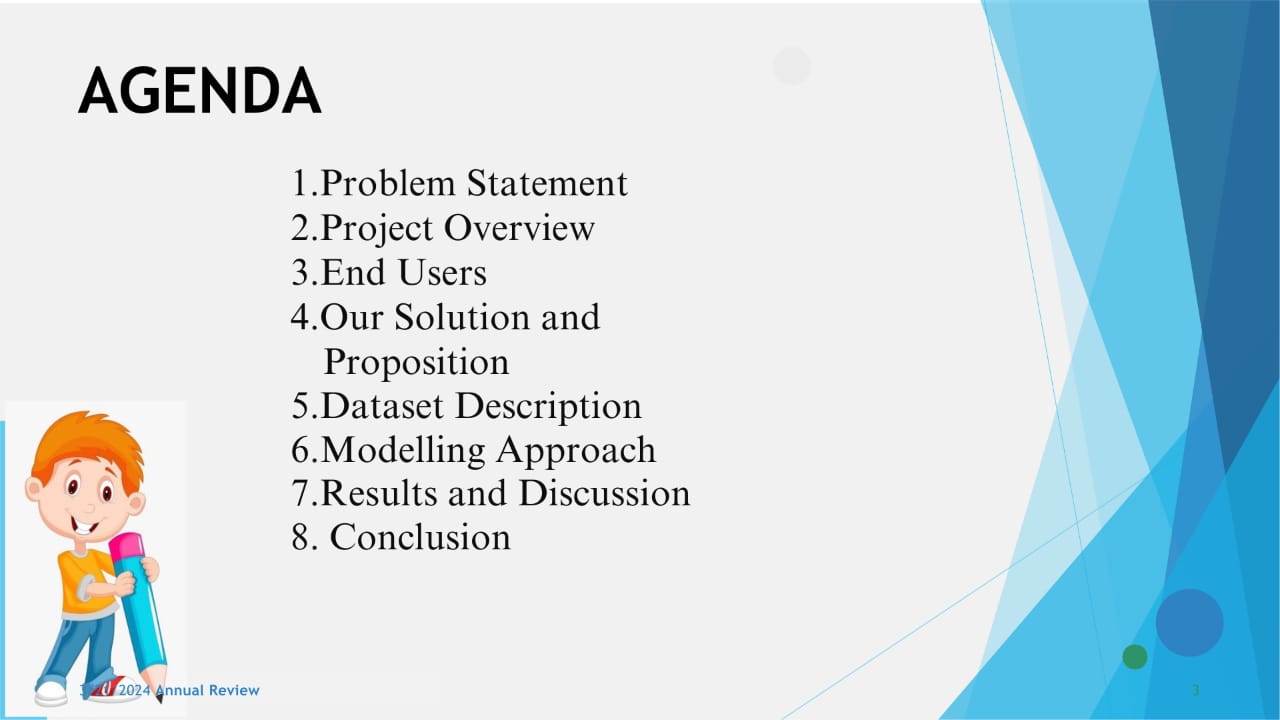 AGENDA
1.Problem Statement
2.Project Overview
3.End Users
4.Our Solution and
Proposition
5.Dataset Description
6.Modelling Approach
7.Results and Discussion
8. Conclusion
2024 Annual Review
3